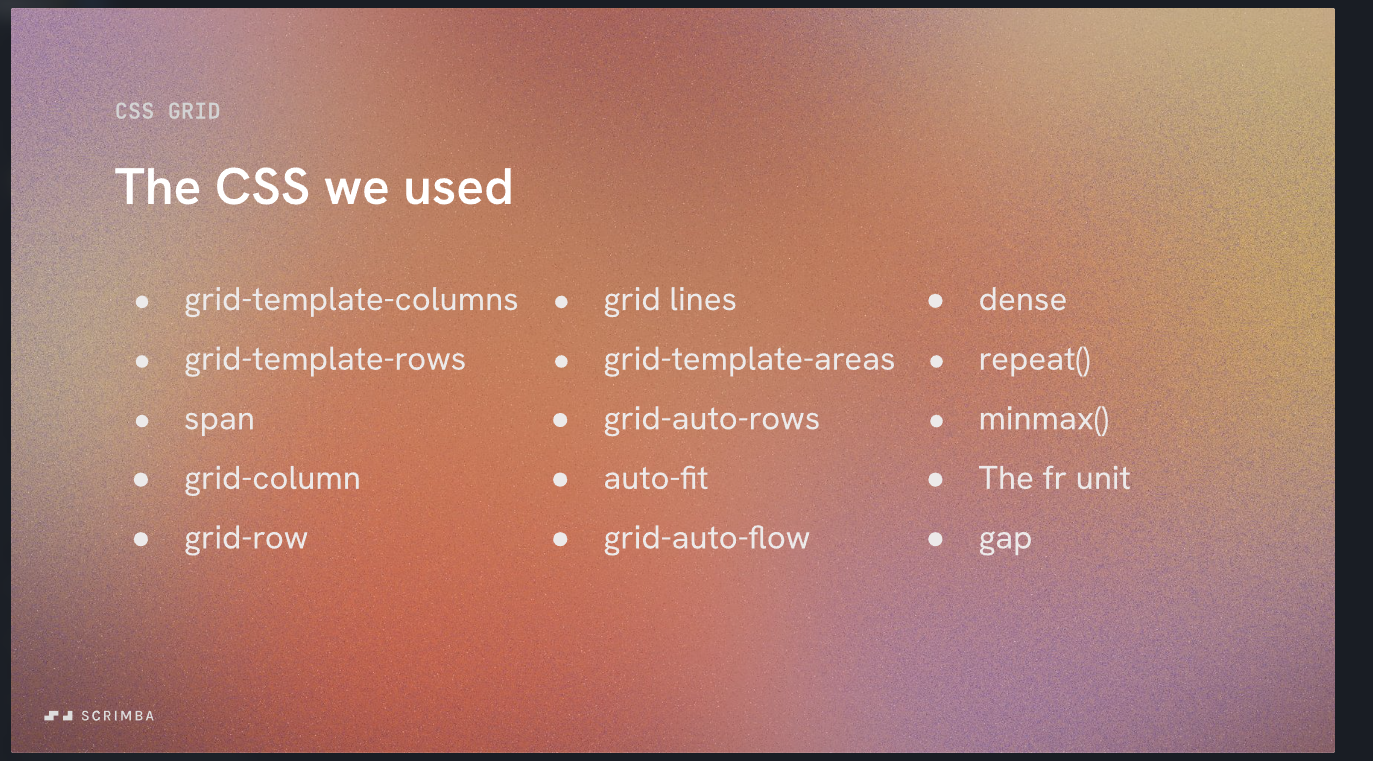 CSS GRID
The CSS we used
● grid-template-columns
● grid-template-rows
● span
● grid-column
● grid-row
● grid lines
● grid-template-areas
● grid-auto-rows
● auto-fit
● grid-auto-flow
● dense
● repeat()
● minmax()
● The fr unit
● gap
SCRIMBA